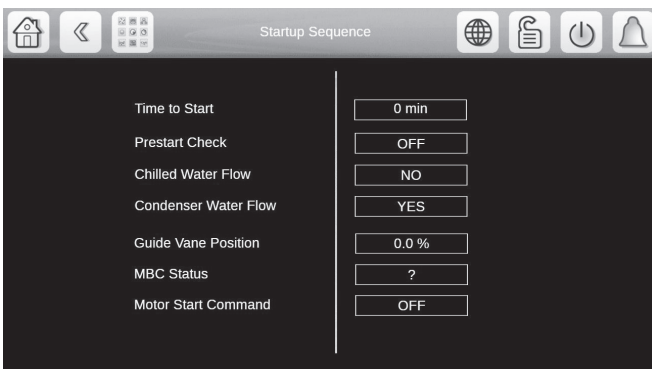 Startup Sequence
Time to Start 0 min
Prestart Check OFF
Chilled Water Flow NO
Condenser Water Flow YES
Guide Vane Position 0.0 %
MBC Status ?
Motor Start Command OFF